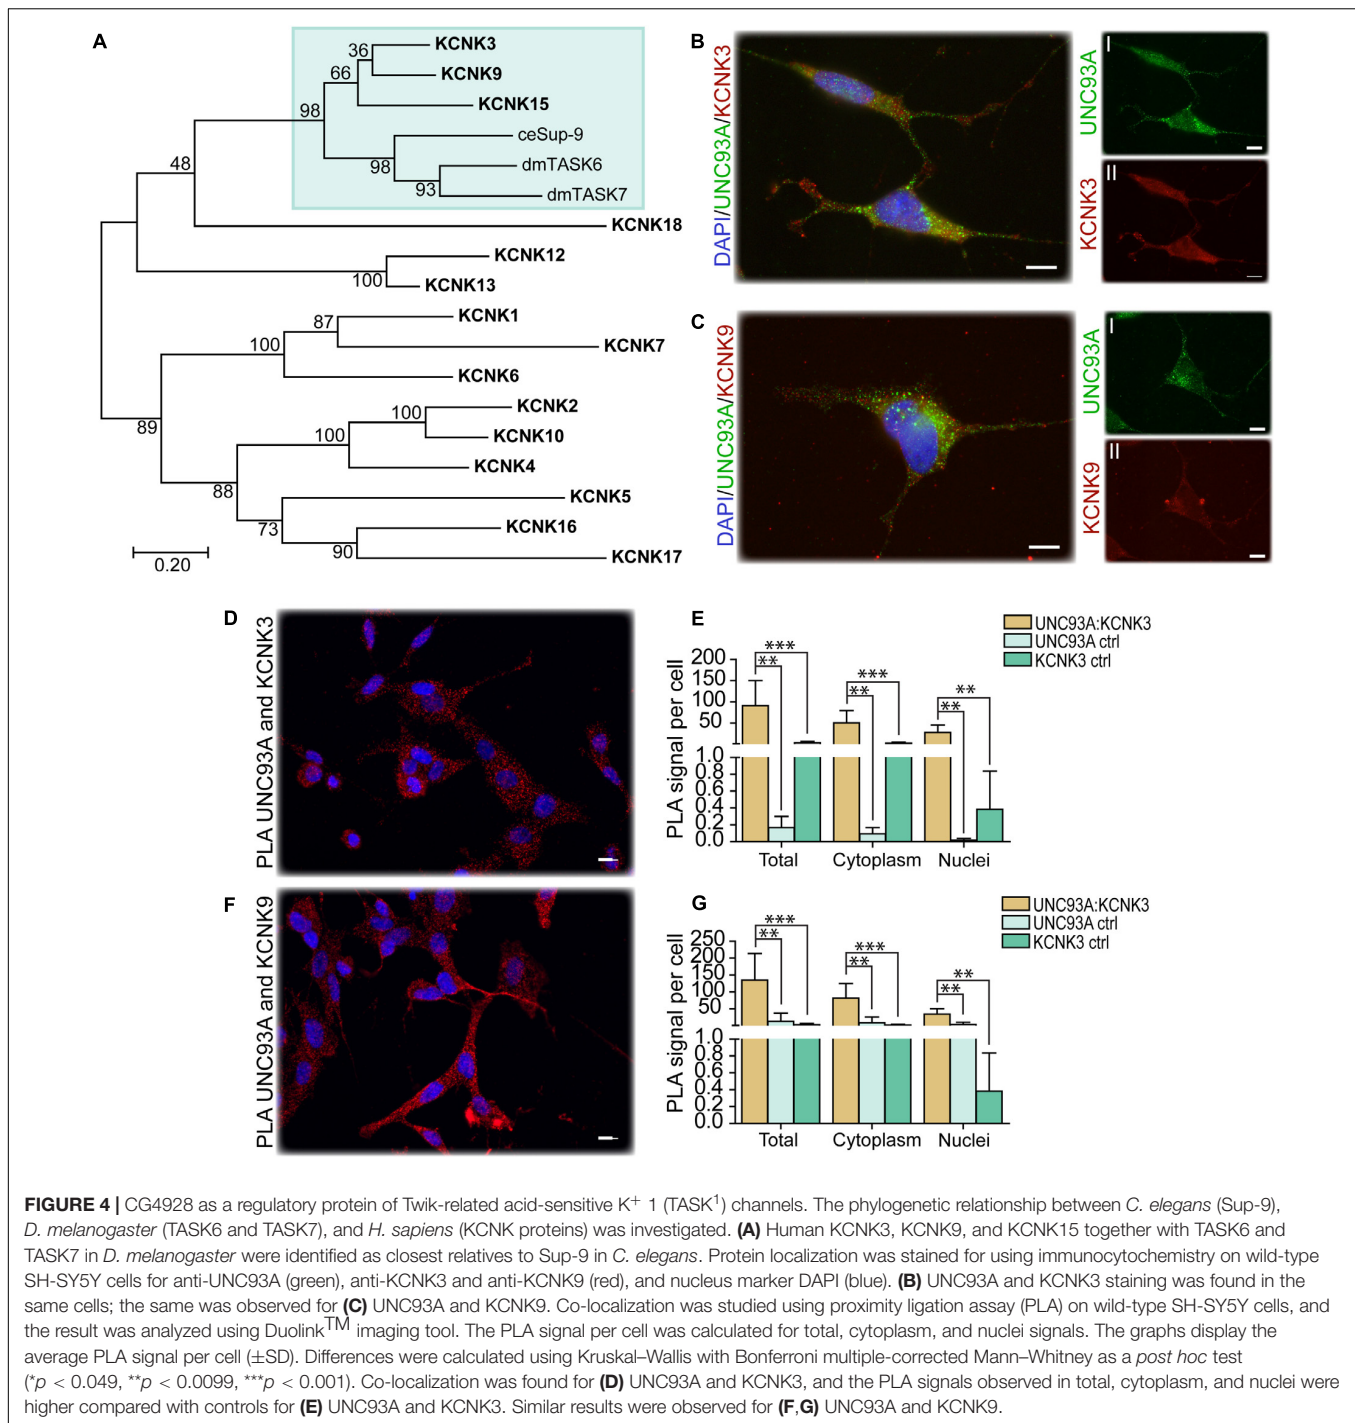 A
KCNK3
36
KCNK9
66
KCNK15
98
ceSup-9
98
dmTASK6
93
dmTASK7
48
KCNK18
KCNK12
100
KCNK13
KCNK1
87
KCNK7
100
KCNK6
89
KCNK2
100
KCNK10
100
KCNK4
88
KCNK5
73
KCNK16
90
KCNK17
0.20
B
DAPI/UNC93A/KCNK3
I
UNC93A
II
KCNK3
C
DAPI/UNC93A/KCNK9
I
UNC93A
II
KCNK9
D
PLA UNC93A and KCNK3
E
UNC93A:KCNK3
UNC93A ctrl
KCNK3 ctrl
PLA signal per cell
200
150
100
50
1.0
0.8
0.6
0.4
0.2
0.0
*** ** *** ** ** **
Total Cytoplasm Nuclei
F
PLA UNC93A and KCNK9
G
UNC93A:KCNK3
UNC93A ctrl
KCNK3 ctrl
PLA signal per cell
250
200
150
100
50
1.0
0.8
0.6
0.4
0.2
0.0
*** ** *** ** ** **
Total Cytoplasm Nuclei
FIGURE 4 | CG4928 as a regulatory protein of Twik-related acid-sensitive K+ 1 (TASK1) channels. The phylogenetic relationship between C. elegans (Sup-9),
D. melanogaster (TASK6 and TASK7), and H. sapiens (KCNK proteins) was investigated. (A) Human KCNK3, KCNK9, and KCNK15 together with TASK6 and
TASK7 in D. melanogaster were identified as closest relatives to Sup-9 in C. elegans. Protein localization was stained for using immunocytochemistry on wild-type
SH-SY5Y cells for anti-UNC93A (green), anti-KCNK3 and anti-KCNK9 (red), and nucleus marker DAPI (blue). (B) UNC93A and KCNK3 staining was found in the
same cells; the same was observed for (C) UNC93A and KCNK9. Co-localization was studied using proximity ligation assay (PLA) on wild-type SH-SY5Y cells, and
the result was analyzed using Duolink™ imaging tool. The PLA signal per cell was calculated for total, cytoplasm, and nuclei signals. The graphs display the
average PLA signal per cell (±SD). Differences were calculated using Kruskal–Wallis with Bonferroni multiple-corrected Mann–Whitney as a post hoc test
(*p < 0.049, **p < 0.0099, ***p < 0.001). Co-localization was found for (D) UNC93A and KCNK3, and the PLA signals observed in total, cytoplasm, and nuclei were
higher compared with controls for (E) UNC93A and KCNK3. Similar results were observed for (F,G) UNC93A and KCNK9.